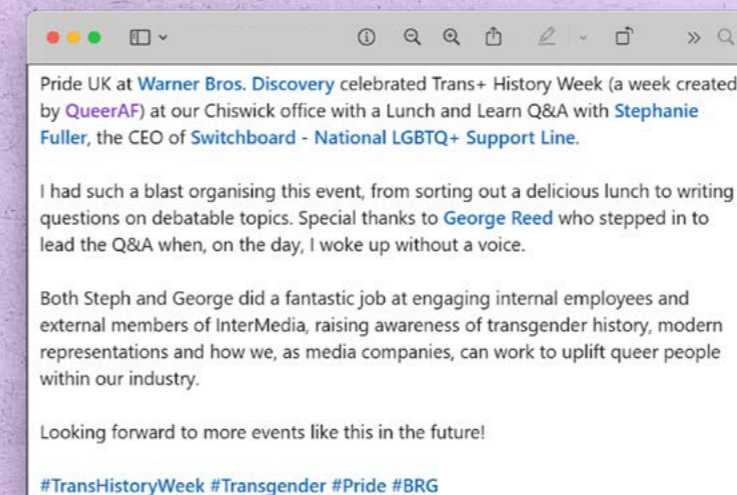 Pride UK at Warner Bros. Discovery celebrated Trans+ History Week (a week created
by QueerAF) at our Chiswick office with a Lunch and Learn Q&A with Stephanie
Fuller, the CEO of Switchboard - National LGBTQ+ Support Line.
I had such a blast organising this event, from sorting out a delicious lunch to writing
questions on debatable topics. Special thanks to George Reed who stepped in to
lead the Q&A when, on the day, I woke up without a voice.
Both Steph and George did a fantastic job at engaging internal employees and
external members of InterMedia, raising awareness of transgender history, modern
representations and how we, as media companies, can work to uplift queer people
within our industry.
Looking forward to more events like this in the future!
#TransHistoryWeek #Transgender #Pride #BRG